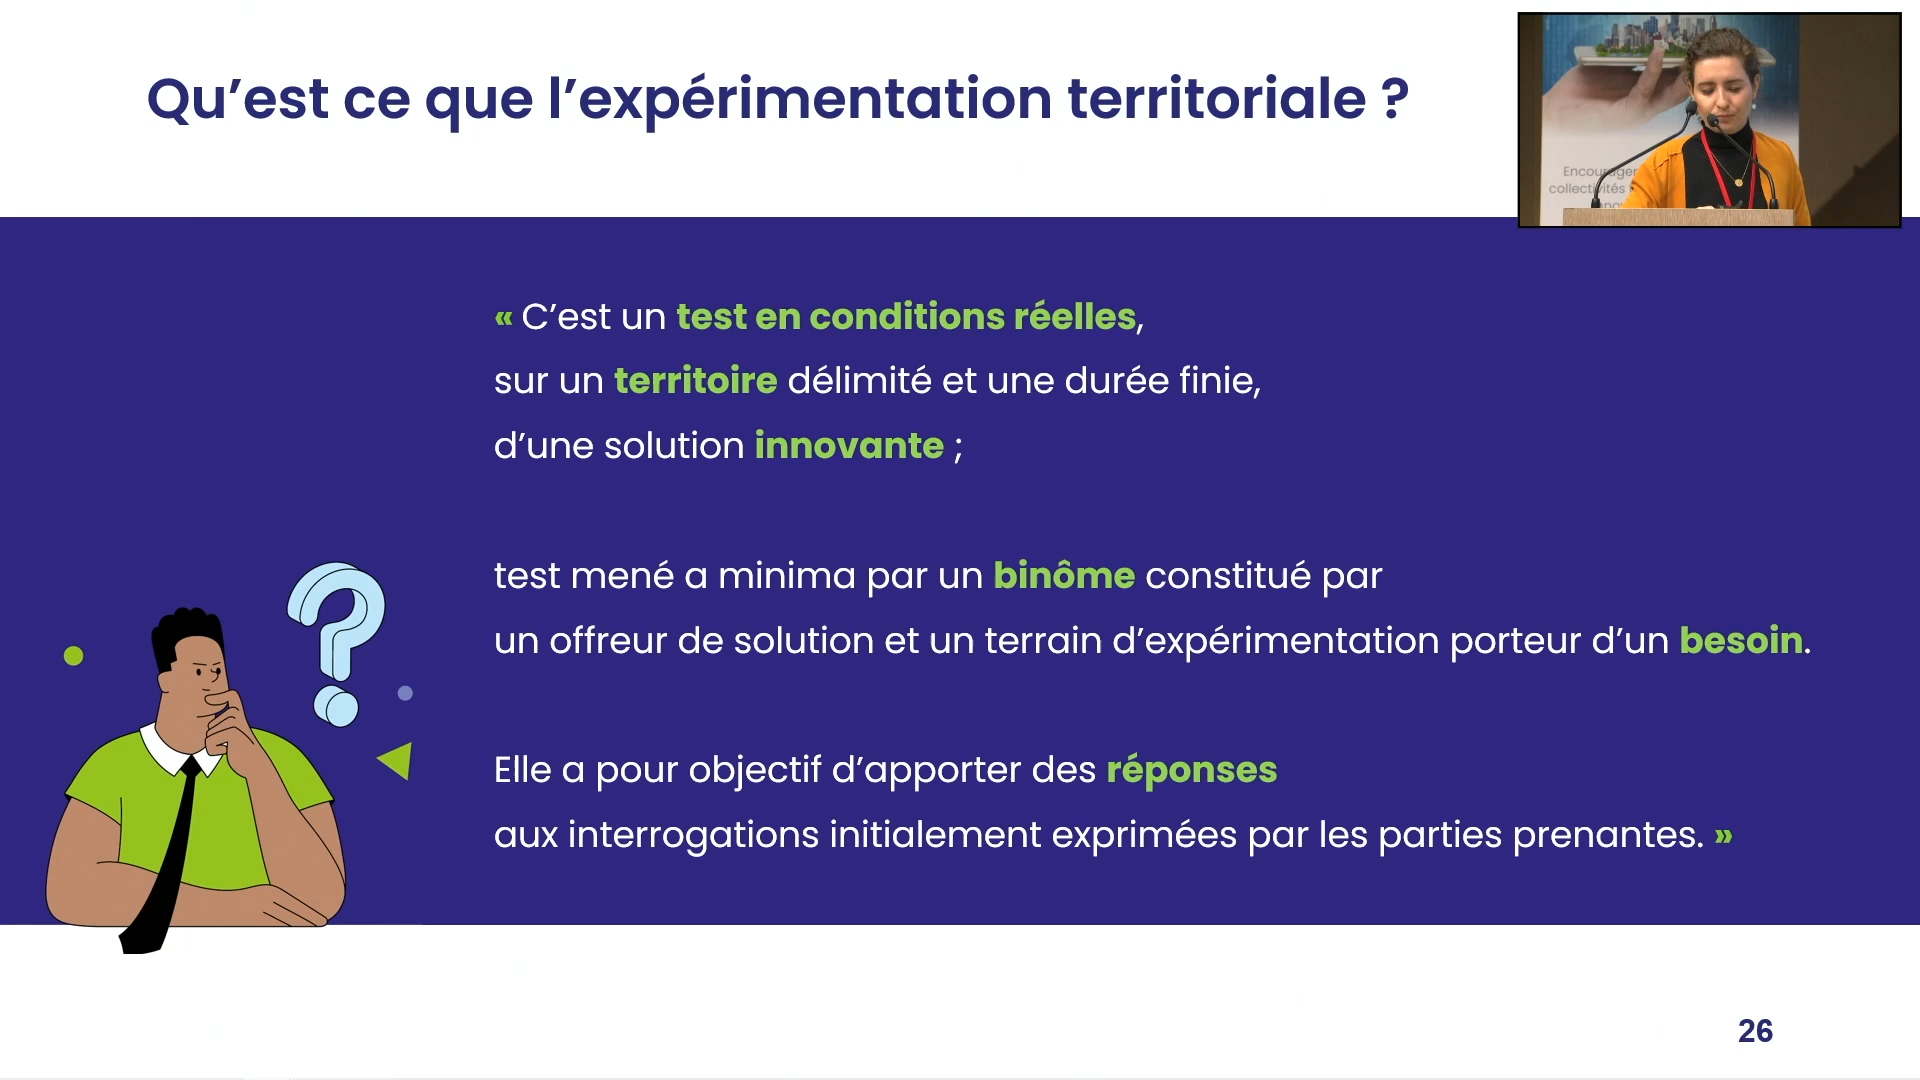 Qu’est ce que l’expérimentation territoriale ?
Encourager
collectivités
« C’est un test en conditions réelles,
sur un territoire délimité et une durée finie,
d’une solution innovante ;
test mené a minima par un binôme constitué par
un offreur de solution et un terrain d’expérimentation porteur d’un besoin.
Elle a pour objectif d’apporter des réponses
aux interrogations initialement exprimées par les parties prenantes. »
26